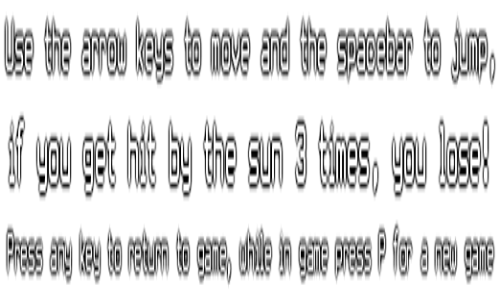 Use the arrow keys to move and the spacebar to jump,
if you get hit by the sun 3 times, you lose!
Press any key to return to game, while in game press P for a new game